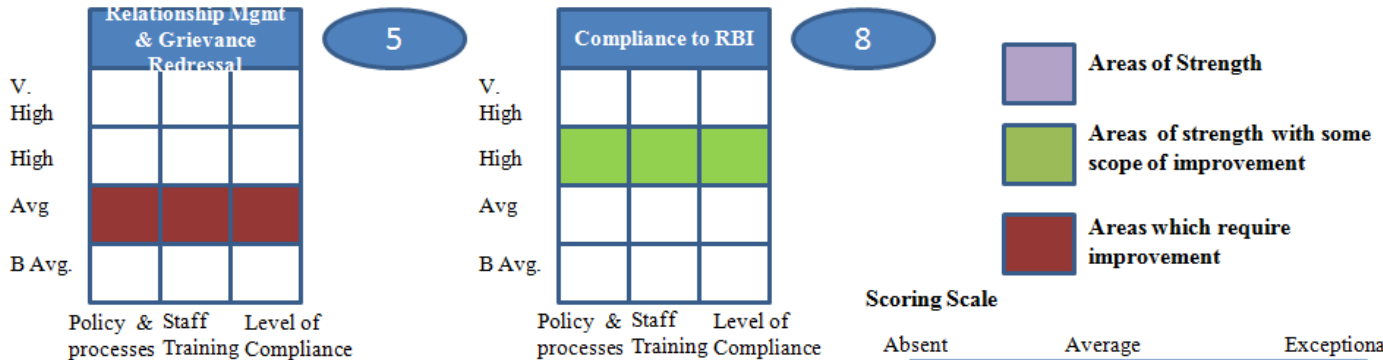 Relationship Mgmt
& Grievance
Redressal
5
V.
High
High
Avg
B Avg.
Policy & processes
Staff Training
Level of Compliance
Compliance to RBI
8
V.
High
High
Avg
B Avg.
Policy & processes
Staff Training
Level of Compliance
Areas of Strength
Areas of strength with some
scope of improvement
Areas which require
improvement
Scoring Scale
Absent Average Exceptiona